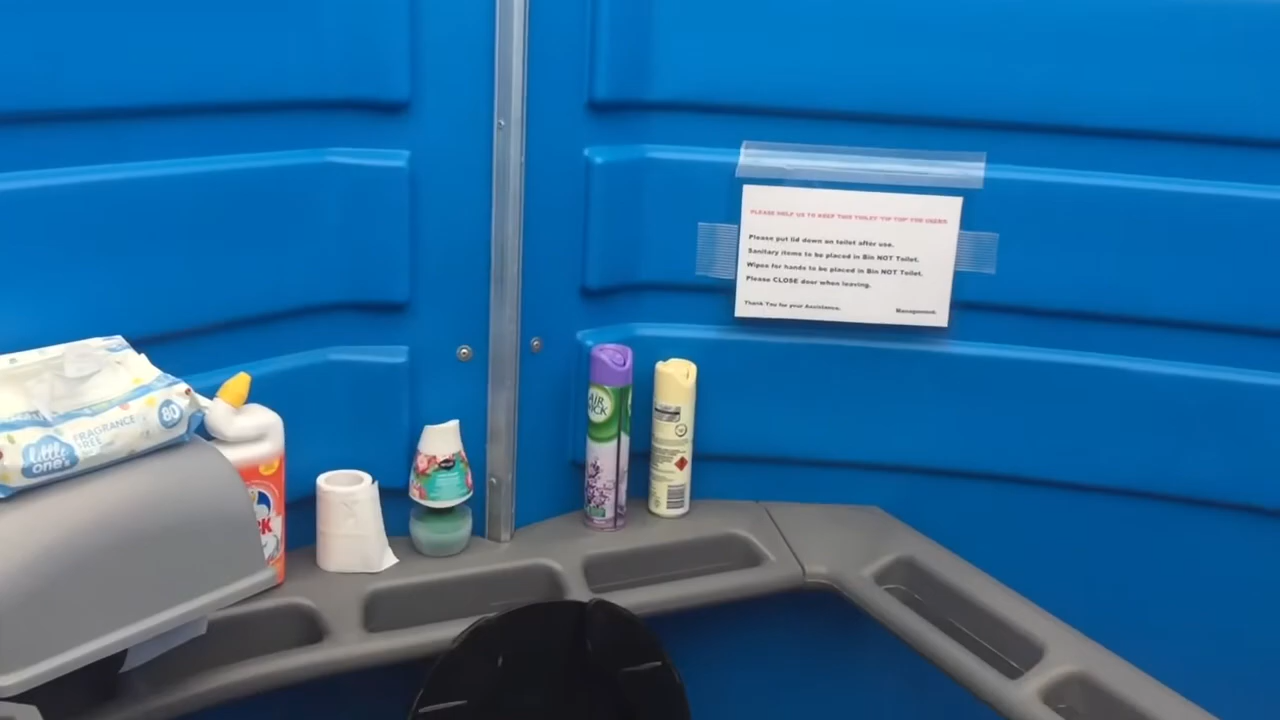 PLEASE HELP US TO KEEP THIS TOILET 'TIP TOP' FOR USERS
Please put lid down on toilet after use.
Sanitary items to be placed in Bin NOT Toilet.
Wipes for hands to be placed in Bin NOT Toilet.
Please CLOSE door when leaving.
Thank You for your Assistance.
Management.
little one's
FRAGRANCE FREE
80
AIR WICK